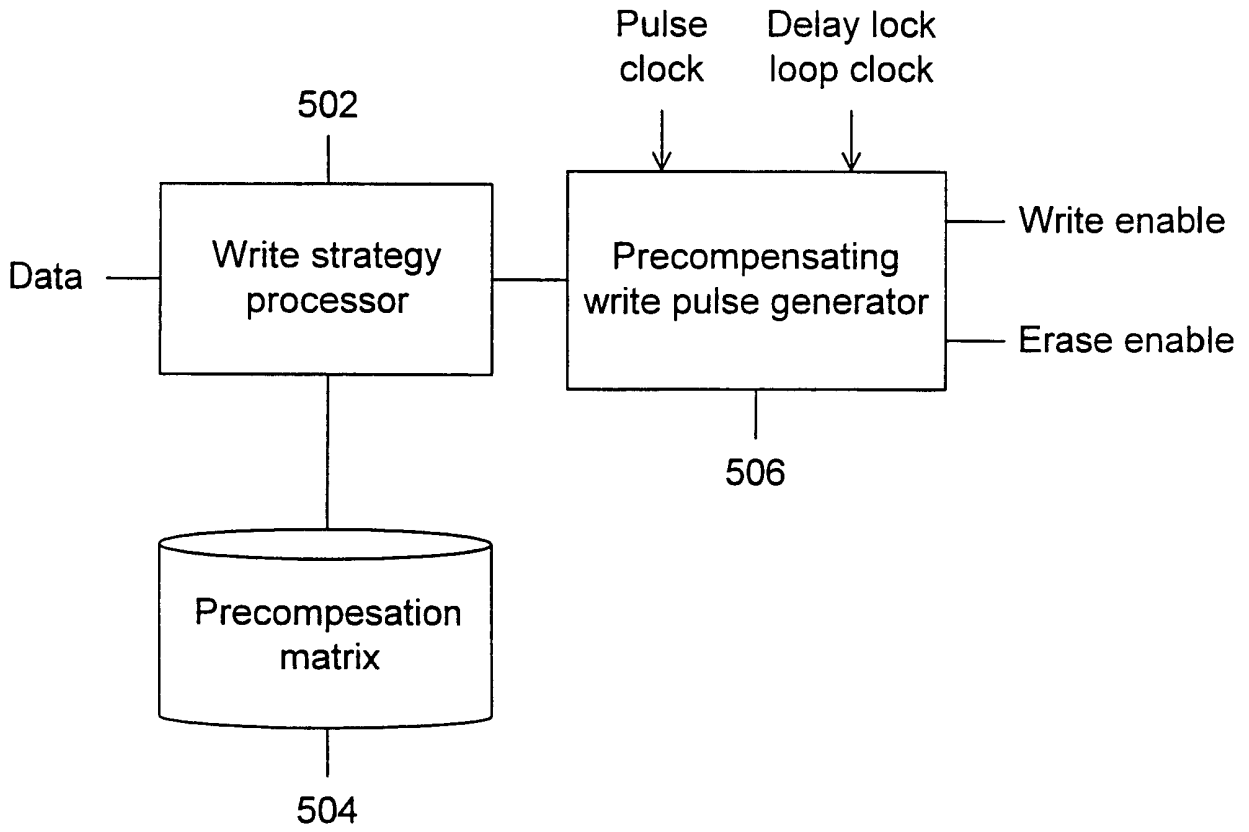 Pulse
clock
Delay lock
loop clock
502
Write strategy
processor
Data
Precompensating
write pulse generator
Write enable
Erase enable
506
Precompesation
matrix
504